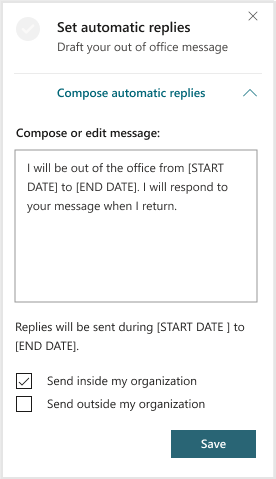 Set automatic replies
Draft your out of office message
Compose automatic replies
Compose or edit message:
I will be out of the office from [START
DATE] to [END DATE]. I will respond to
your message when I return.
Replies will be sent during [START DATE ] to
[END DATE].
Send inside my organization
Send outside my organization
Save